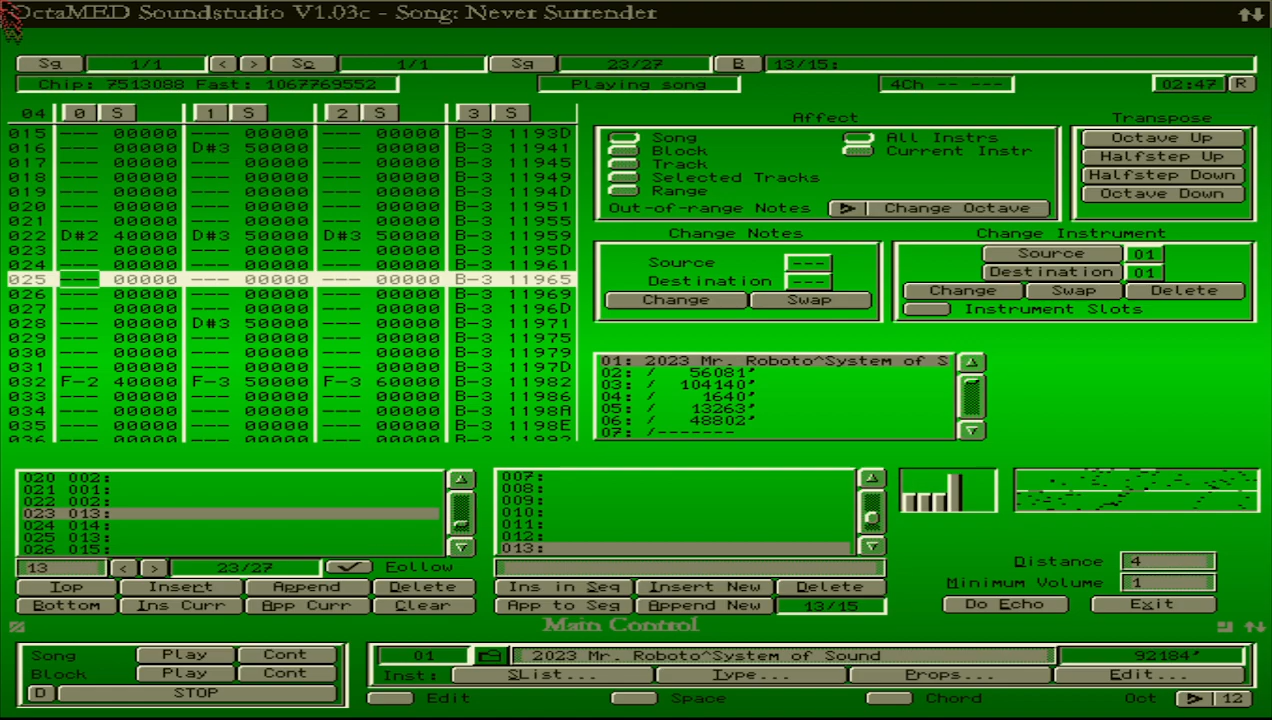 OctaMED Soundstudio V1.03c - Song: Never Surrender
Sg 1/1 < > Sq 1/1 Sg 23/27 B 13/15:
Chip: 7513088 Fast: 1067769552 Playing song 4Ch -- --- 02:47 R
04 0 S 1 S 2 S 3 S
015 --- 00000 --- 00000 --- 00000 B-3 1193D
016 --- 00000 D#3 50000 --- 00000 B-3 11941
017 --- 00000 --- 00000 --- 00000 B-3 11945
018 --- 00000 --- 00000 --- 00000 B-3 11949
019 --- 00000 --- 00000 --- 00000 B-3 1194D
020 --- 00000 --- 00000 --- 00000 B-3 11951
021 --- 00000 --- 00000 --- 00000 B-3 11955
022 D#2 40000 D#3 50000 D#3 50000 B-3 11959
023 --- 00000 --- 00000 --- 00000 B-3 1195D
024 --- 00000 --- 00000 --- 00000 B-3 11961
025 --- 00000 --- 00000 --- 00000 B-3 11965
026 --- 00000 --- 00000 --- 00000 B-3 11969
027 --- 00000 --- 00000 --- 00000 B-3 1196D
028 --- 00000 D#3 50000 --- 00000 B-3 11971
029 --- 00000 --- 00000 --- 00000 B-3 11975
030 --- 00000 --- 00000 --- 00000 B-3 11979
031 --- 00000 --- 00000 --- 00000 B-3 1197D
032 F-2 40000 F-3 50000 F-3 60000 B-3 11982
033 --- 00000 --- 00000 --- 00000 B-3 11986
034 --- 00000 --- 00000 --- 00000 B-3 1198A
035 --- 00000 --- 00000 --- 00000 B-3 1198E
036 --- 00000 --- 00000 --- 00000 B-3 11992
Affect
Song All Instrs
Block Current Instr
Track
Selected Tracks
Range
Out-of-range Notes Change Octave
Transpose
Octave Up
Halfstep Up
Halfstep Down
Octave Down
Change Notes
Source ---
Destination ---
Change Swap
Change Instrument
Source 01
Destination 01
Change Swap Delete
Instrument Slots
01: 2023 Mr. Roboto^System of S
02: / 56081'
03: / 104140'
04: / 1640'
05: / 13263'
06: / 48802'
07: /-------
020 002:
021 001:
022 002:
023 013:
024 014:
025 013:
026 015:
13 < > 23/27 Follow
Top Insert Append Delete
Bottom Ins Curr App Curr Clear
007:
008:
009:
010:
011:
012:
013:
Ins in Seq Insert New Delete
App to Seq Append New 13/15
Distance 4
Minimum Volume 1
Do Echo Exit
Main Control
Song Play Cont
Block Play Cont
D STOP
01 2023 Mr. Roboto^System of Sound 92184'
Inst: SList... Type... Props... Edit...
Edit Space Chord Oct 12